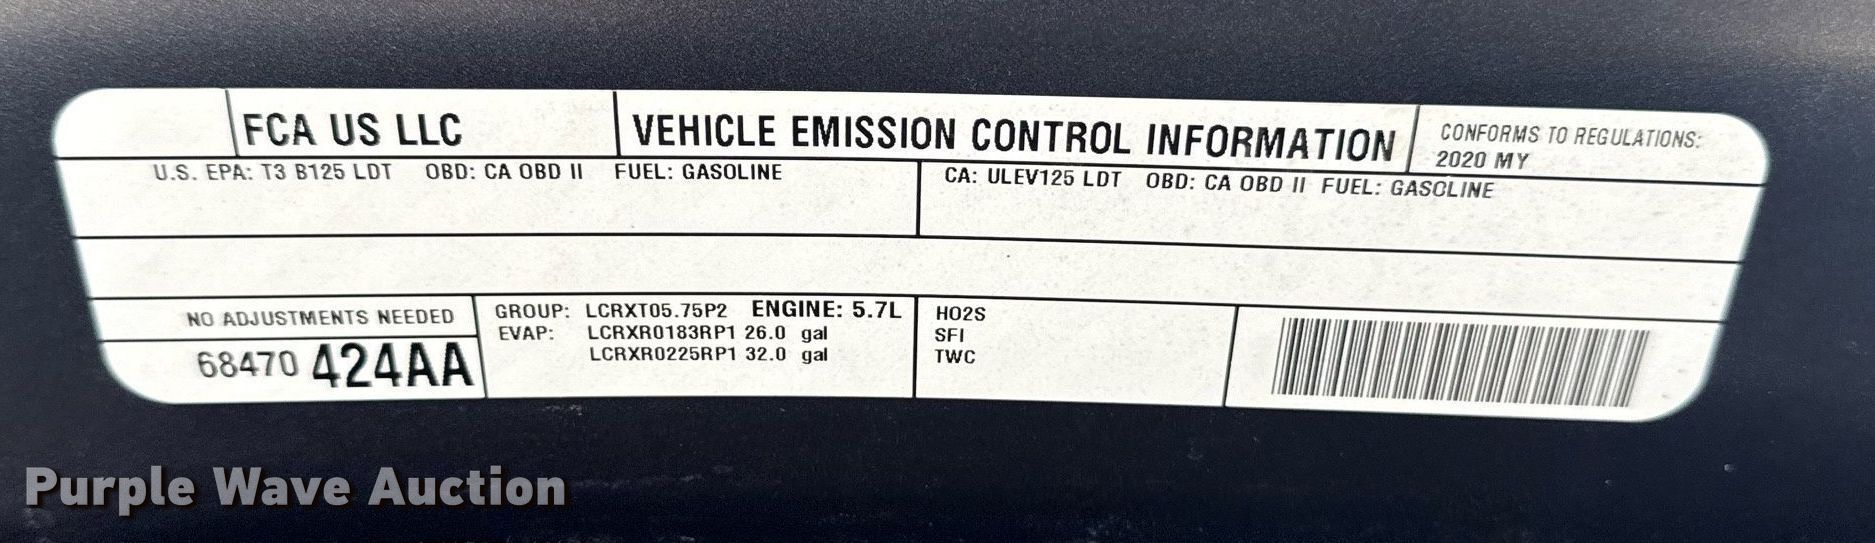 FCA US LLC
VEHICLE EMISSION CONTROL INFORMATION
CONFORMS TO REGULATIONS:
2020 MY
U.S. EPA: T3 B125 LDT OBD: CA OBD II FUEL: GASOLINE
CA: ULEV125 LDT OBD: CA OBD II FUEL: GASOLINE
NO ADJUSTMENTS NEEDED
68470 424AA
GROUP: LCRXT05.75P2 ENGINE: 5.7L
EVAP: LCRXR0183RP1 26.0 gal
LCRXR0225RP1 32.0 gal
HO2S
SFI
TWC
Purple Wave Auction